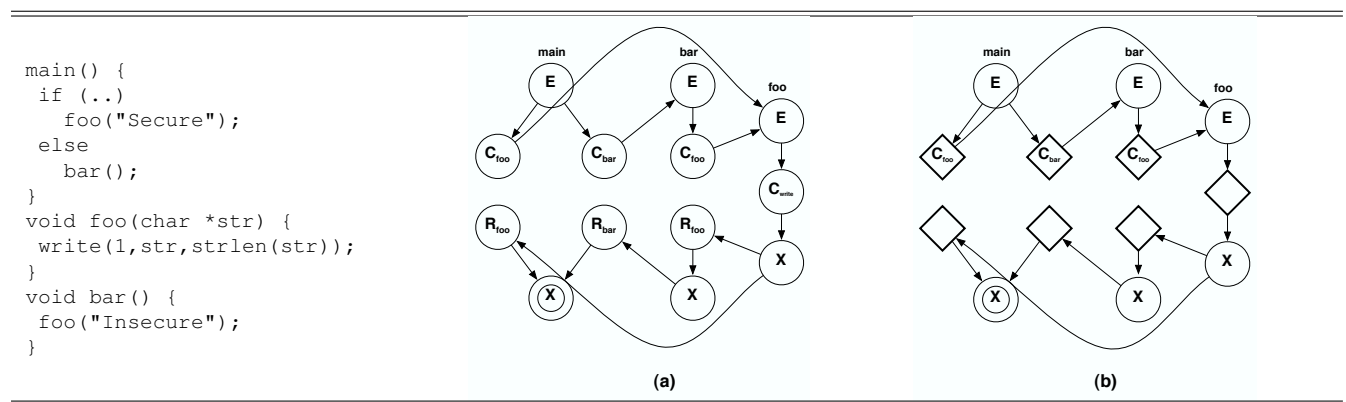 main() {
if (..)
foo("Secure");
else
bar();
}
void foo(char *str) {
write(1,str,strlen(str));
}
void bar() {
foo("Insecure");
}
main
bar
foo
E
E
E
Cfoo
Cbar
Cfoo
Cwrite
Rfoo
Rbar
Rfoo
X
X
X
(a)
main
bar
foo
E
E
E
Cfoo
Cbar
Cfoo
X
X
X
(b)